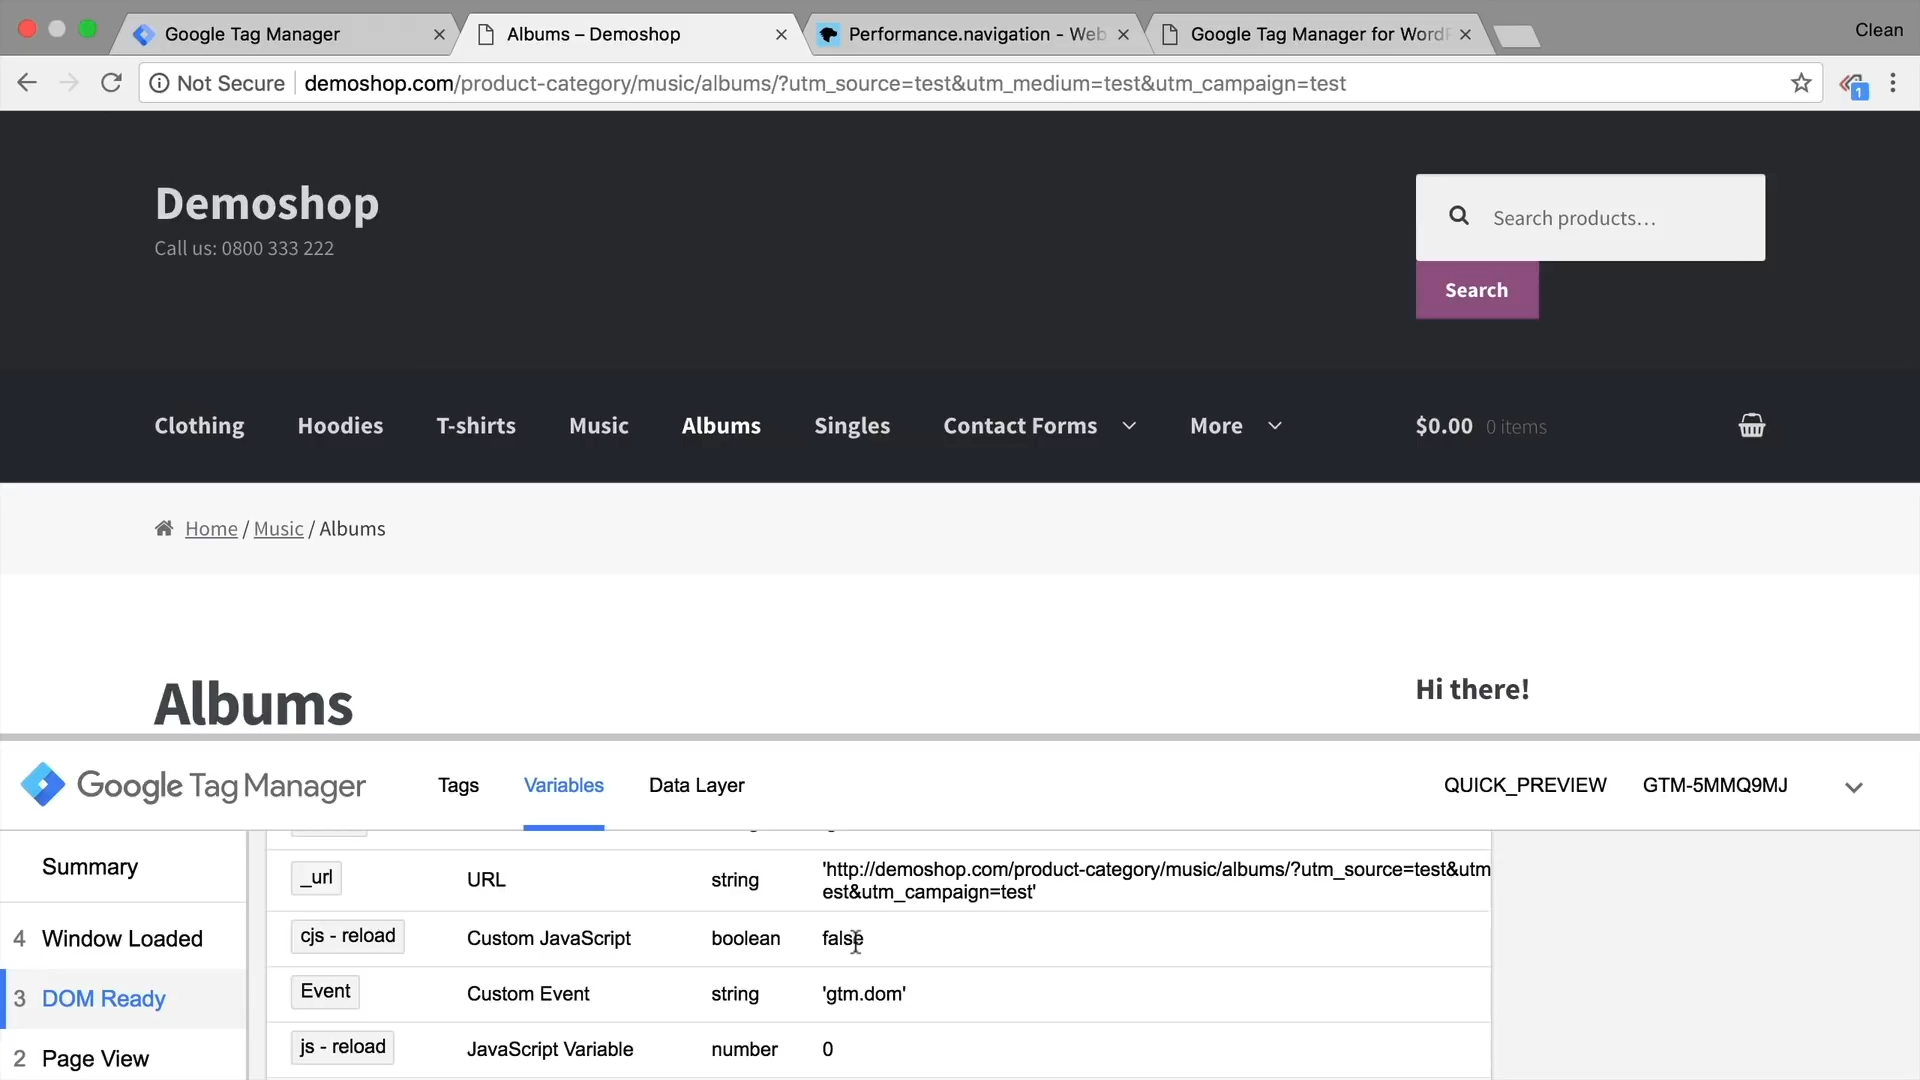 Google Tag Manager
Albums – Demoshop
Performance.navigation - Web
Google Tag Manager for WordP
Clean
Not Secure
demoshop.com/product-category/music/albums/?utm_source=test&utm_medium=test&utm_campaign=test
1
Demoshop
Call us: 0800 333 222
Search products…
Search
Clothing Hoodies T-shirts Music Albums Singles Contact Forms More $0.00 0 items
Home / Music / Albums
Albums
Hi there!
Google Tag Manager
Tags Variables Data Layer
QUICK_PREVIEW GTM-5MMQ9MJ
Summary
4 Window Loaded
3 DOM Ready
2 Page View
_url URL string 'http://demoshop.com/product-category/music/albums/?utm_source=test&utm
est&utm_campaign=test'
cjs - reload Custom JavaScript boolean false
Event Custom Event string 'gtm.dom'
js - reload JavaScript Variable number 0